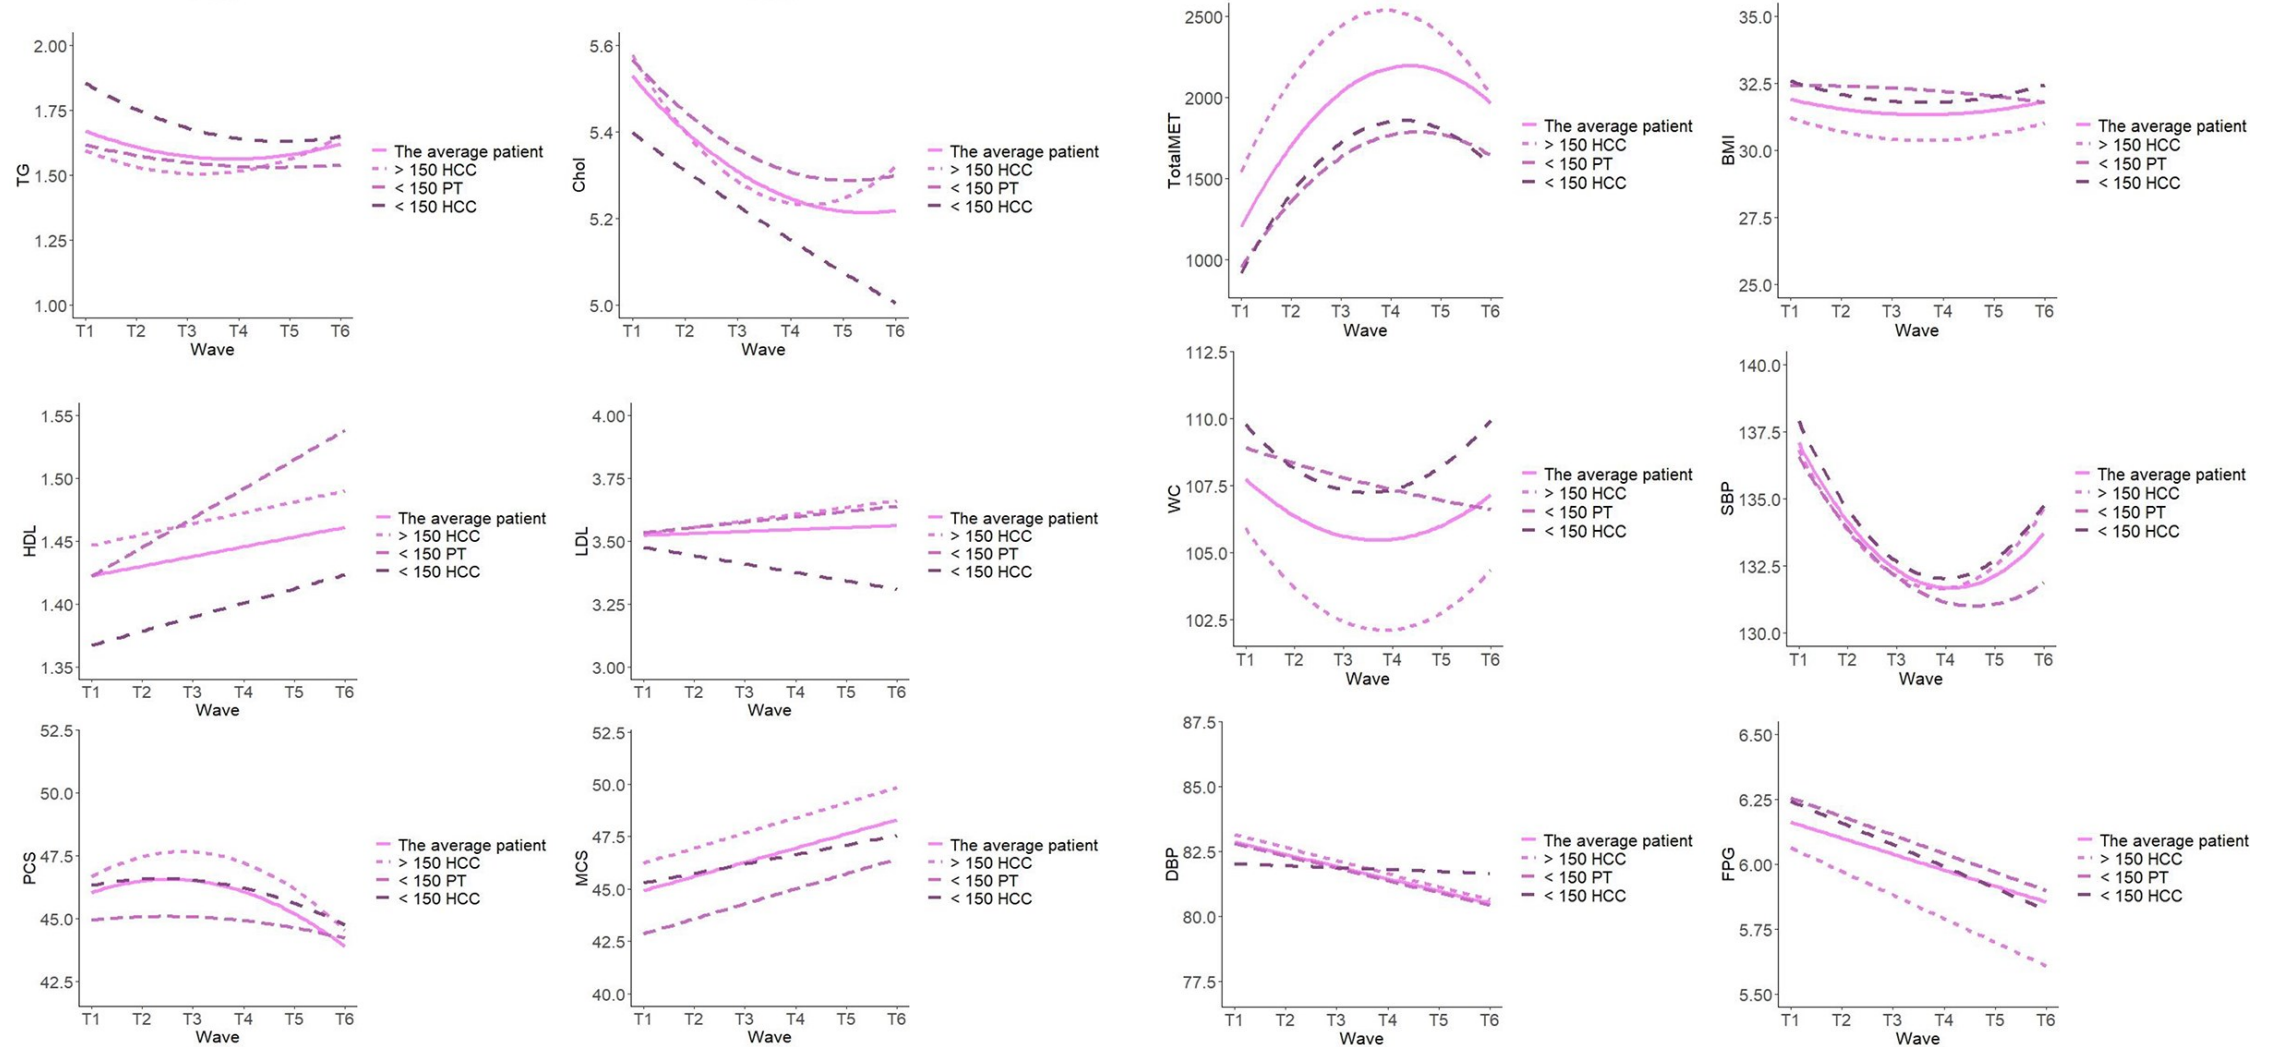 TG
2.00
1.75
1.50
1.25
1.00
T1 T2 T3 T4 T5 T6
Wave
The average patient
> 150 HCC
< 150 PT
< 150 HCC
Chol
5.6
5.4
5.2
5.0
T1 T2 T3 T4 T5 T6
Wave
The average patient
> 150 HCC
< 150 PT
< 150 HCC
TotalMET
2500
2000
1500
1000
T1 T2 T3 T4 T5 T6
Wave
The average patient
> 150 HCC
< 150 PT
< 150 HCC
BMI
35.0
32.5
30.0
27.5
25.0
T1 T2 T3 T4 T5 T6
Wave
The average patient
> 150 HCC
< 150 PT
< 150 HCC
HDL
1.55
1.50
1.45
1.40
1.35
T1 T2 T3 T4 T5 T6
Wave
The average patient
> 150 HCC
< 150 PT
< 150 HCC
LDL
4.00
3.75
3.50
3.25
3.00
T1 T2 T3 T4 T5 T6
Wave
The average patient
> 150 HCC
< 150 PT
< 150 HCC
WC
112.5
110.0
107.5
105.0
102.5
T1 T2 T3 T4 T5 T6
Wave
The average patient
> 150 HCC
< 150 PT
< 150 HCC
SBP
140.0
137.5
135.0
132.5
130.0
T1 T2 T3 T4 T5 T6
Wave
The average patient
> 150 HCC
< 150 PT
< 150 HCC
PCS
52.5
50.0
47.5
45.0
42.5
T1 T2 T3 T4 T5 T6
Wave
The average patient
> 150 HCC
< 150 PT
< 150 HCC
MCS
52.5
50.0
47.5
45.0
42.5
40.0
T1 T2 T3 T4 T5 T6
Wave
The average patient
> 150 HCC
< 150 PT
< 150 HCC
DBP
87.5
85.0
82.5
80.0
77.5
T1 T2 T3 T4 T5 T6
Wave
The average patient
> 150 HCC
< 150 PT
< 150 HCC
FPG
6.50
6.25
6.00
5.75
5.50
T1 T2 T3 T4 T5 T6
Wave
The average patient
> 150 HCC
< 150 PT
< 150 HCC